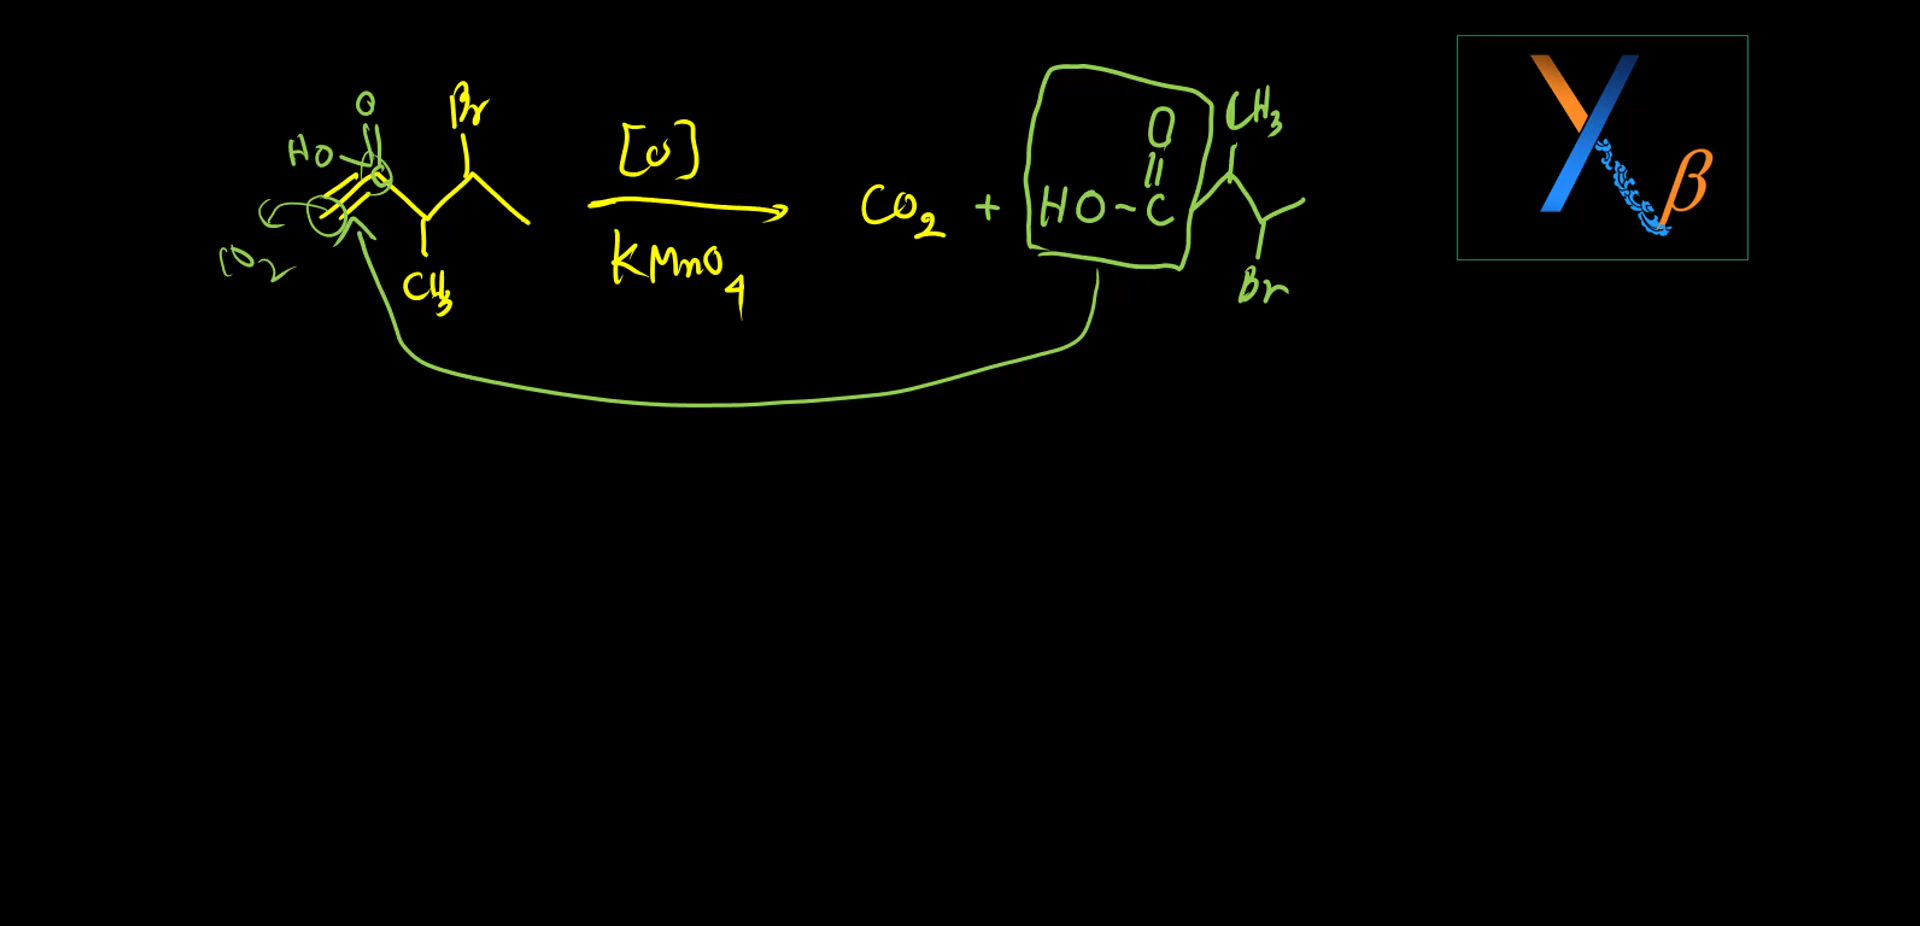 O
HO
Br
CH3
CO2
[O]
KMnO4
CO2 + HO-C
O
CH3
Br
β